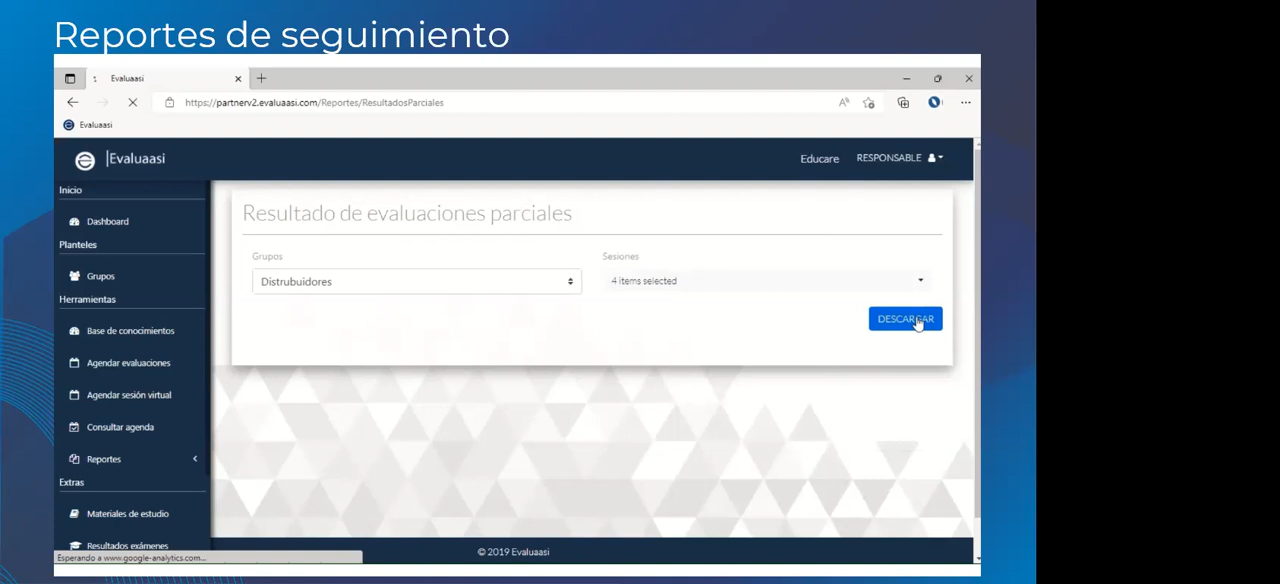 Reportes de seguimiento
Evaluaasi
https://partnerv2.evaluaasi.com/Reportes/ResultadosParciales
Evaluaasi
|Evaluaasi
Educare
RESPONSABLE
Inicio
Dashboard
Planteles
Grupos
Herramientas
Base de conocimientos
Agendar evaluaciones
Agendar sesión virtual
Consultar agenda
Reportes
Extras
Materiales de estudio
Resultados exámenes
Resultado de evaluaciones parciales
Grupos
Sesiones
Distrubuidores
4 items selected
DESCARGAR
Esperando a www.google-analytics.com...
© 2019 Evaluaasi